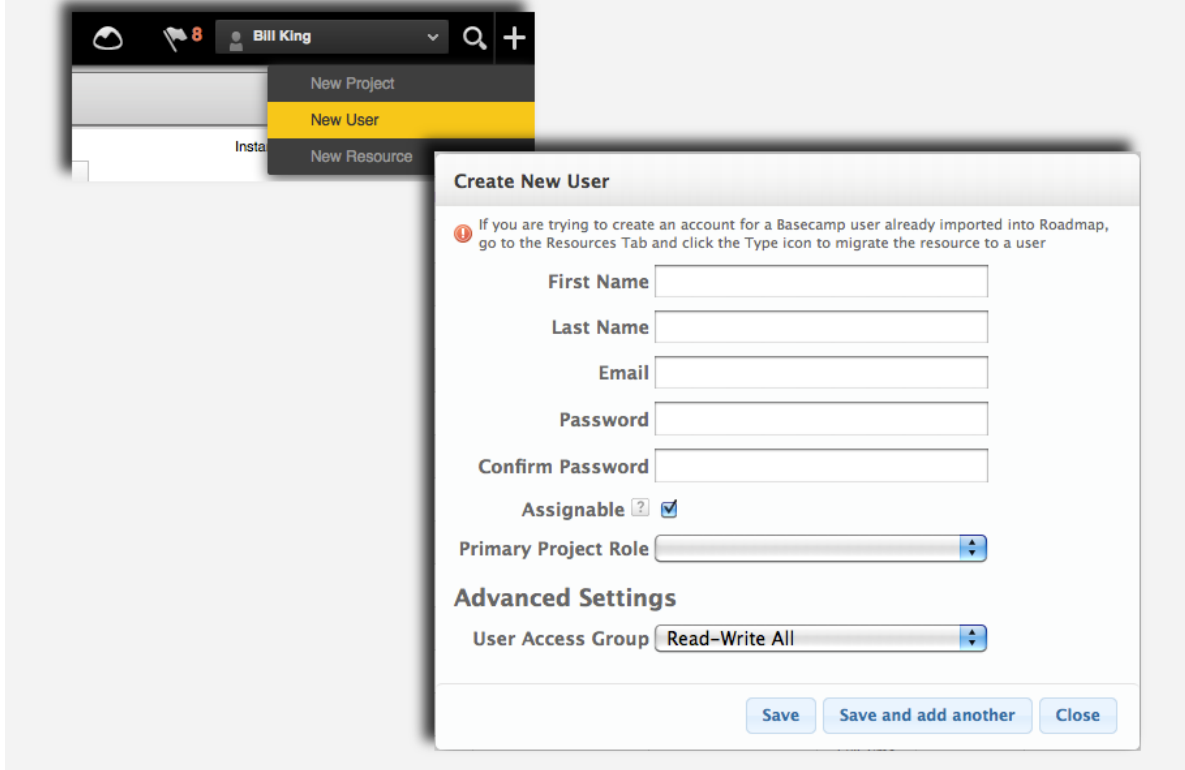 8
Bill King
New Project
New User
Insta
New Resource
Create New User
If you are trying to create an account for a Basecamp user already imported into Roadmap,
go to the Resources Tab and click the Type icon to migrate the resource to a user
First Name
Last Name
Email
Password
Confirm Password
Assignable ?
Primary Project Role
Advanced Settings
User Access Group Read-Write All
Save Save and add another Close